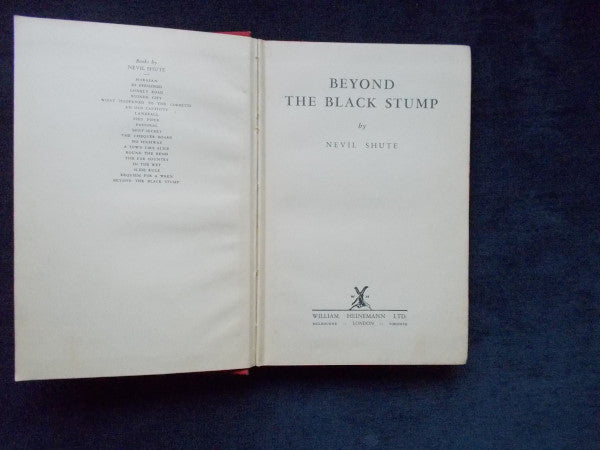 Books by
NEVIL SHUTE
MARAZAN
SO DISDAINED
LONELY ROAD
RUINED CITY
WHAT HAPPENED TO THE CORBETTS
AN OLD CAPTIVITY
LANDFALL
PIED PIPER
PASTORAL
MOST SECRET
THE CHEQUER BOARD
NO HIGHWAY
A TOWN LIKE ALICE
ROUND THE BEND
THE FAR COUNTRY
IN THE WET
SLIDE RULE
REQUIEM FOR A WREN
BEYOND THE BLACK STUMP
BEYOND
THE BLACK STUMP
by
NEVIL SHUTE
WILLIAM HEINEMANN LTD
MELBOURNE :: LONDON :: TORONTO